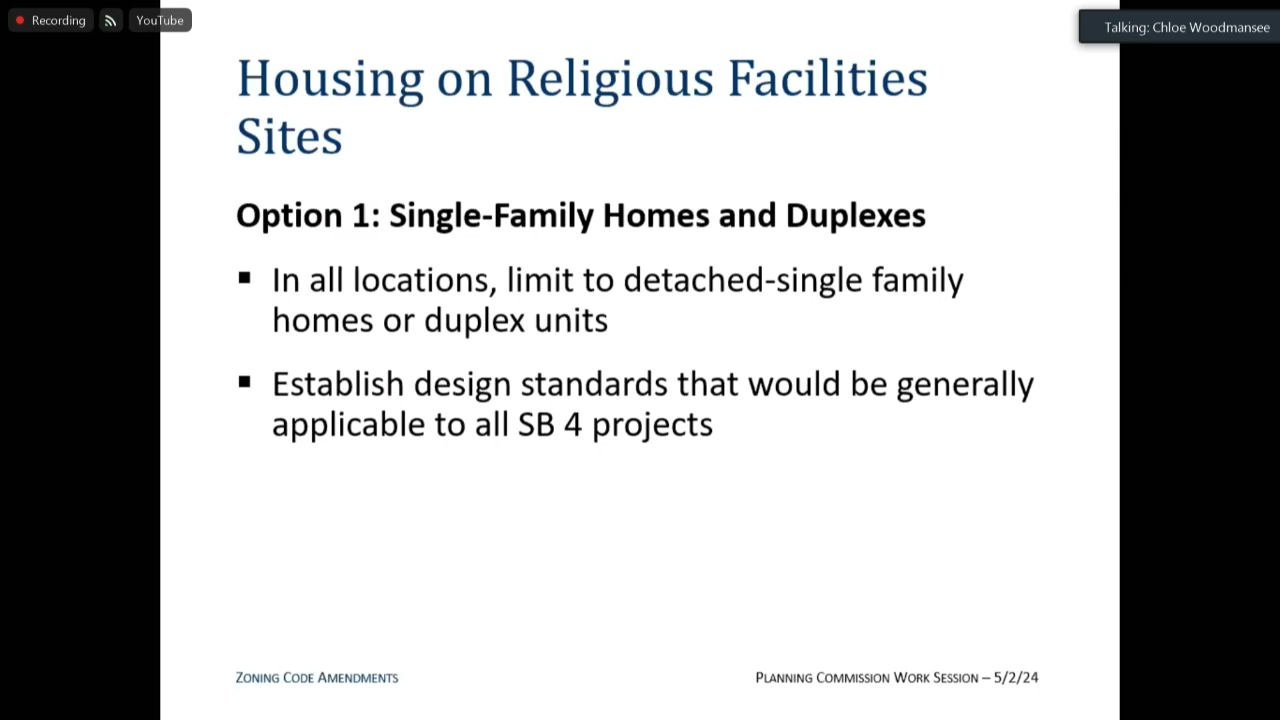 Recording
YouTube
Talking: Chloe Woodmansee
Housing on Religious Facilities
Sites
Option 1: Single-Family Homes and Duplexes
▪ In all locations, limit to detached-single family
homes or duplex units
▪ Establish design standards that would be generally
applicable to all SB 4 projects
Zoning Code Amendments
Planning Commission Work Session – 5/2/24